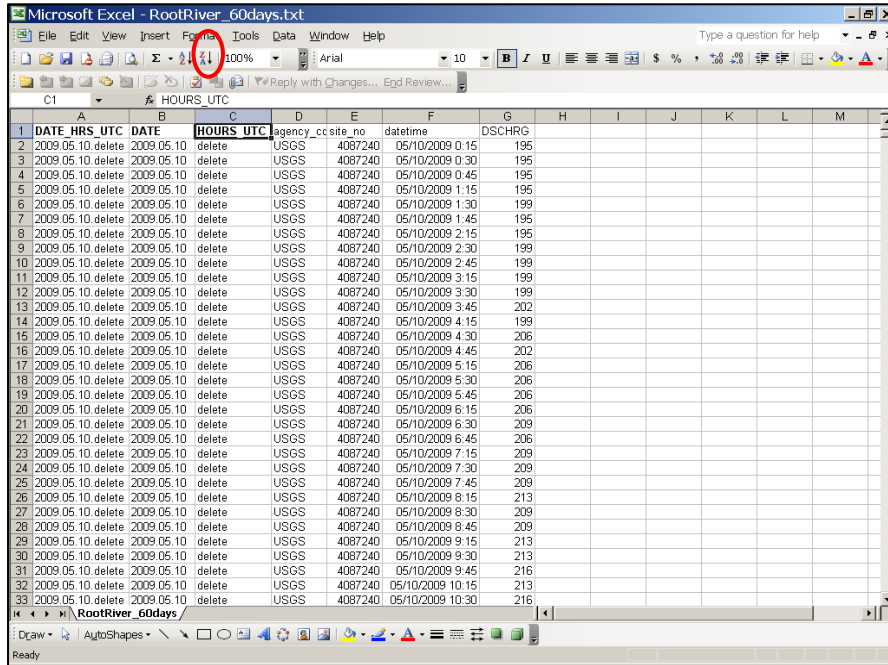 Microsoft Excel - RootRiver_60days.txt
File Edit View Insert Format Tools Data Window Help Type a question for help
Σ 100% Arial 10 B I U $ % ,
Reply with Changes... End Review...
C1 fx HOURS_UTC
A B C D E F G H I J K L M
1 DATE_HRS_UTC DATE HOURS_UTC agency_cc site_no datetime DSCHRG
2 2009.05.10.delete 2009.05.10 delete USGS 4087240 05/10/2009 0:15 195
3 2009.05.10.delete 2009.05.10 delete USGS 4087240 05/10/2009 0:30 195
4 2009.05.10.delete 2009.05.10 delete USGS 4087240 05/10/2009 0:45 195
5 2009.05.10.delete 2009.05.10 delete USGS 4087240 05/10/2009 1:15 195
6 2009.05.10.delete 2009.05.10 delete USGS 4087240 05/10/2009 1:30 199
7 2009.05.10.delete 2009.05.10 delete USGS 4087240 05/10/2009 1:45 195
8 2009.05.10.delete 2009.05.10 delete USGS 4087240 05/10/2009 2:15 195
9 2009.05.10.delete 2009.05.10 delete USGS 4087240 05/10/2009 2:30 199
10 2009.05.10.delete 2009.05.10 delete USGS 4087240 05/10/2009 2:45 199
11 2009.05.10.delete 2009.05.10 delete USGS 4087240 05/10/2009 3:15 199
12 2009.05.10.delete 2009.05.10 delete USGS 4087240 05/10/2009 3:30 199
13 2009.05.10.delete 2009.05.10 delete USGS 4087240 05/10/2009 3:45 202
14 2009.05.10.delete 2009.05.10 delete USGS 4087240 05/10/2009 4:15 199
15 2009.05.10.delete 2009.05.10 delete USGS 4087240 05/10/2009 4:30 206
16 2009.05.10.delete 2009.05.10 delete USGS 4087240 05/10/2009 4:45 202
17 2009.05.10.delete 2009.05.10 delete USGS 4087240 05/10/2009 5:15 206
18 2009.05.10.delete 2009.05.10 delete USGS 4087240 05/10/2009 5:30 206
19 2009.05.10.delete 2009.05.10 delete USGS 4087240 05/10/2009 5:45 206
20 2009.05.10.delete 2009.05.10 delete USGS 4087240 05/10/2009 6:15 206
21 2009.05.10.delete 2009.05.10 delete USGS 4087240 05/10/2009 6:30 209
22 2009.05.10.delete 2009.05.10 delete USGS 4087240 05/10/2009 6:45 206
23 2009.05.10.delete 2009.05.10 delete USGS 4087240 05/10/2009 7:15 209
24 2009.05.10.delete 2009.05.10 delete USGS 4087240 05/10/2009 7:30 209
25 2009.05.10.delete 2009.05.10 delete USGS 4087240 05/10/2009 7:45 209
26 2009.05.10.delete 2009.05.10 delete USGS 4087240 05/10/2009 8:15 213
27 2009.05.10.delete 2009.05.10 delete USGS 4087240 05/10/2009 8:30 209
28 2009.05.10.delete 2009.05.10 delete USGS 4087240 05/10/2009 8:45 209
29 2009.05.10.delete 2009.05.10 delete USGS 4087240 05/10/2009 9:15 213
30 2009.05.10.delete 2009.05.10 delete USGS 4087240 05/10/2009 9:30 213
31 2009.05.10.delete 2009.05.10 delete USGS 4087240 05/10/2009 9:45 216
32 2009.05.10.delete 2009.05.10 delete USGS 4087240 05/10/2009 10:15 213
33 2009.05.10.delete 2009.05.10 delete USGS 4087240 05/10/2009 10:30 216
RootRiver_60days
Draw AutoShapes
Ready